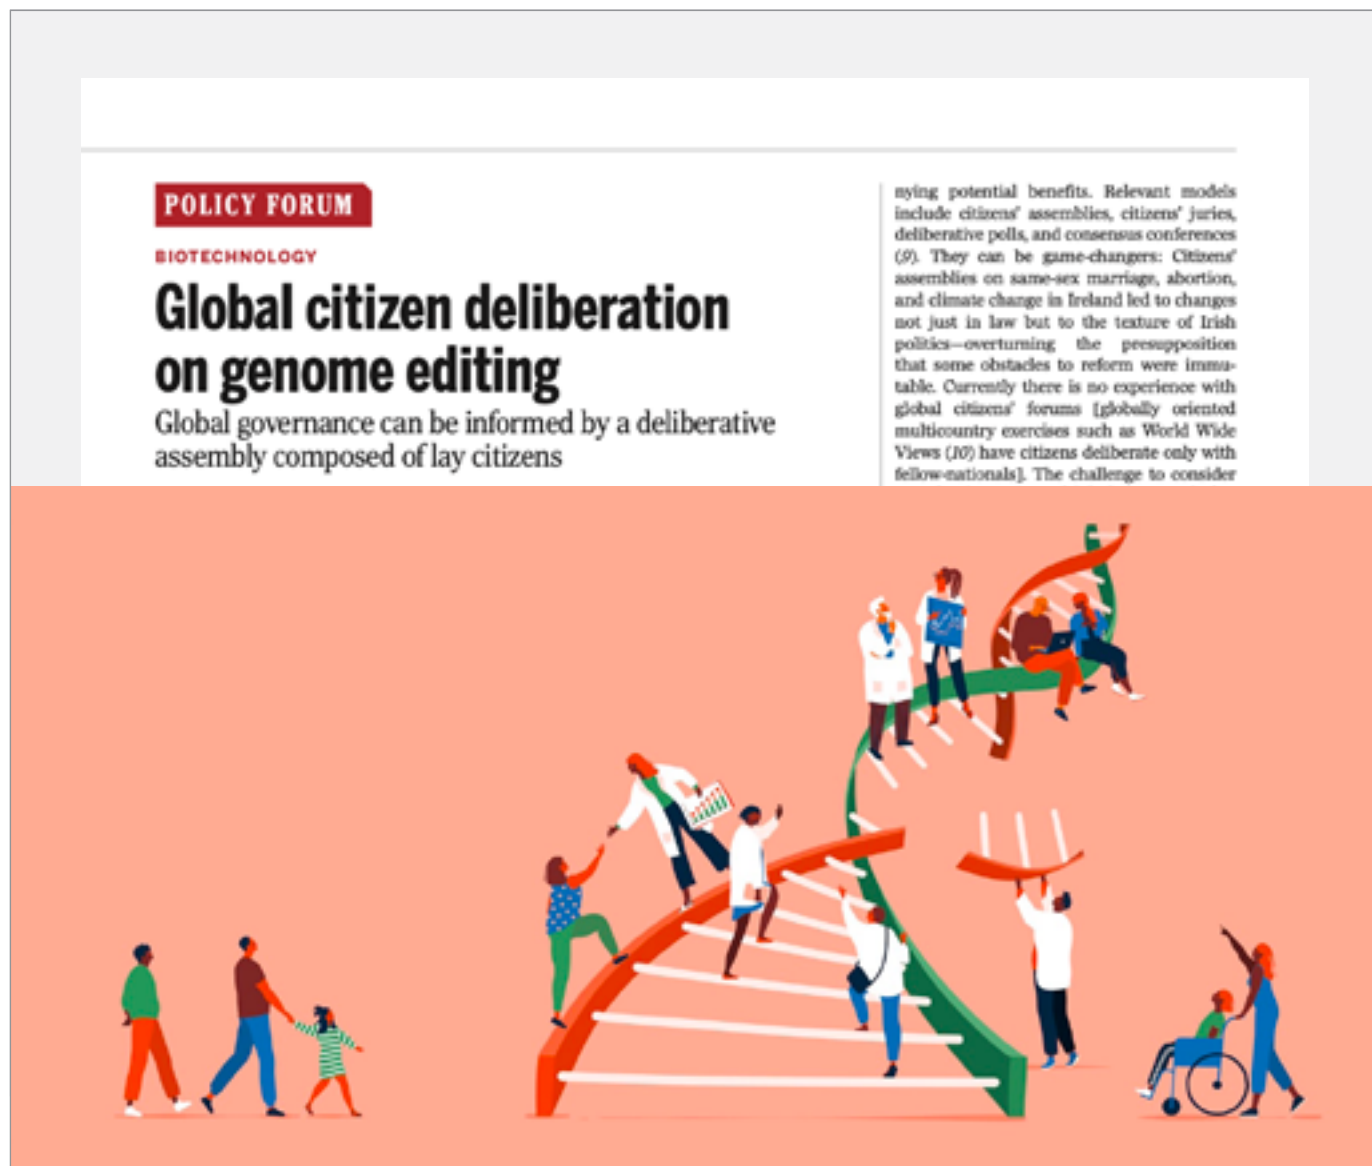 POLICY FORUM
BIOTECHNOLOGY
Global citizen deliberation
on genome editing
Global governance can be informed by a deliberative
assembly composed of lay citizens
nying potential benefits. Relevant models
include citizens' assemblies, citizens' juries,
deliberative polls, and consensus conferences
(9). They can be game-changers: Citizens'
assemblies on same-sex marriage, abortion,
and climate change in Ireland led to changes
not just in law but to the texture of Irish
politics—overturning the presupposition
that some obstacles to reform were immu-
table. Currently there is no experience with
global citizens' forums [globally oriented
multicountry exercises such as World Wide
Views (10) have citizens deliberate only with
fellow-nationals]. The challenge to consider